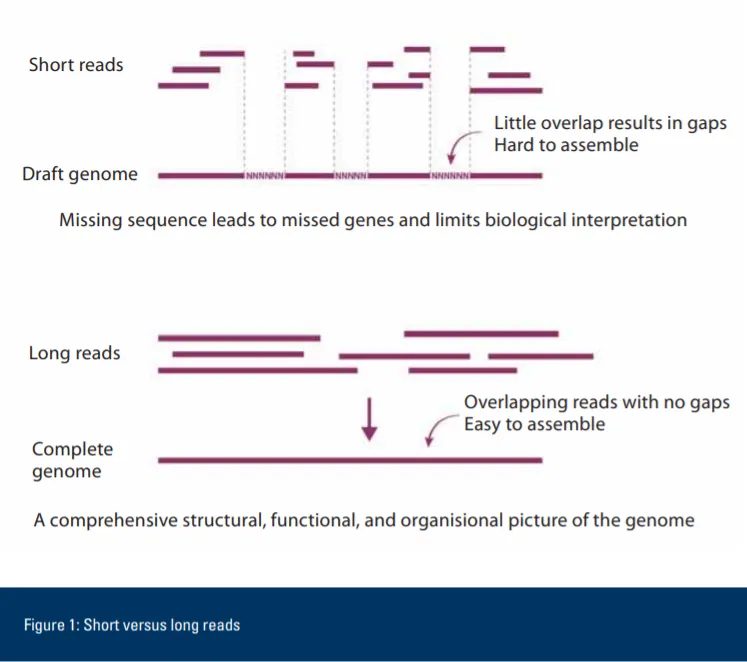 Short reads
Little overlap results in gaps
Hard to assemble
Draft genome
NNNNNN
NNNNN
NNNNNN
Missing sequence leads to missed genes and limits biological interpretation
Long reads
Overlapping reads with no gaps
Easy to assemble
Complete
genome
A comprehensive structural, functional, and organisional picture of the genome
Figure 1: Short versus long reads